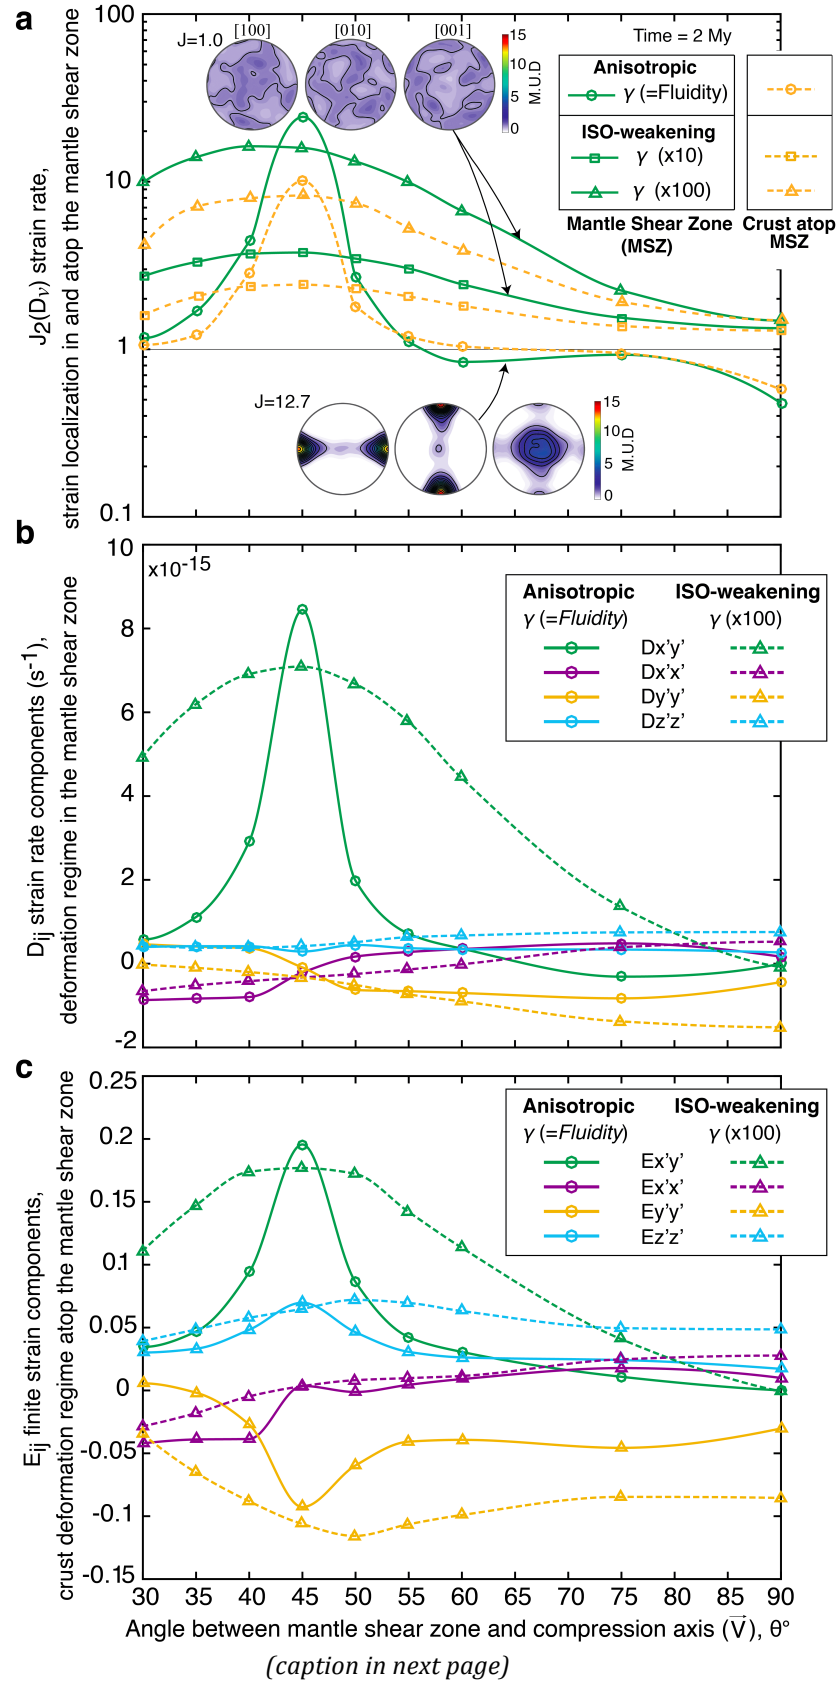 a
J₂(Dᵥ) strain rate,
strain localization in and atop the mantle shear zone
100
10
1
0.1
[100] [010] [001]
J=1.0
15
10
5
0
M.U.D
Time = 2 My
Anisotropic
γ (=Fluidity)
ISO-weakening
γ (x10)
γ (x100)
Mantle Shear Zone
(MSZ)
Crust atop
MSZ
J=12.7
15
10
5
0
M.U.D
b
Dij strain rate components (s-1),
deformation regime in the mantle shear zone
x10-15
10
8
6
4
2
0
-2
Anisotropic ISO-weakening
γ (=Fluidity) γ (x100)
Dx'y'
Dx'x'
Dy'y'
Dz'z'
c
Eij finite strain components,
crust deformation regime atop the mantle shear zone
0.25
0.2
0.15
0.1
0.05
0
-0.05
-0.1
-0.15
Anisotropic ISO-weakening
γ (=Fluidity) γ (x100)
Ex'y'
Ex'x'
Ey'y'
Ez'z'
30 35 40 45 50 55 60 65 70 75 80 85 90
Angle between mantle shear zone and compression axis (V⃗), θ°
(caption in next page)